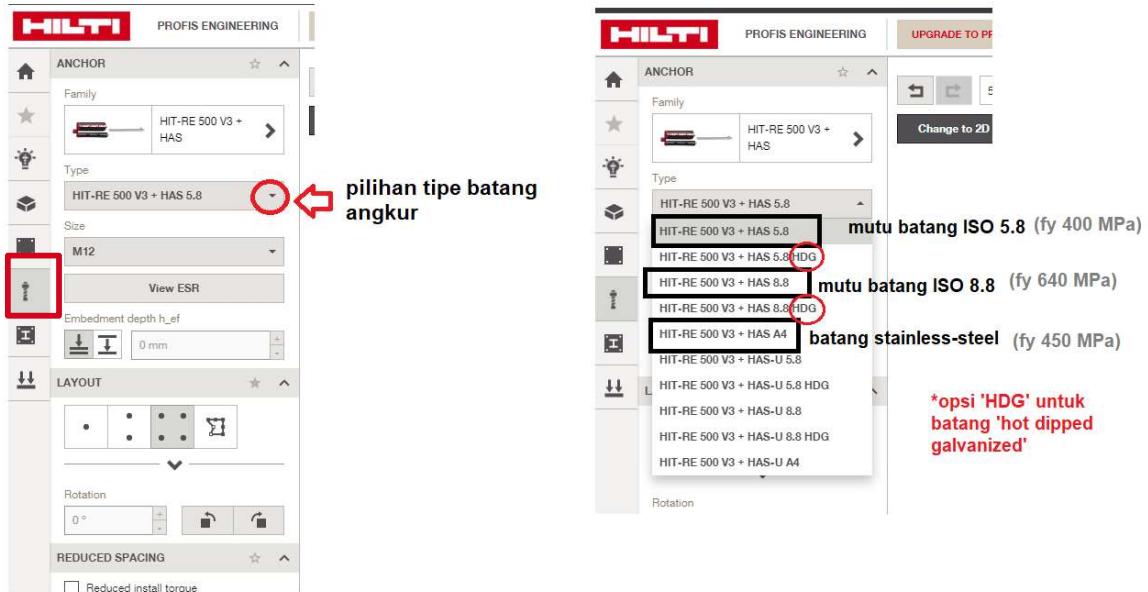 HILTI
PROFIS ENGINEERING
ANCHOR
Family
HIT-RE 500 V3 +
HAS
Type
HIT-RE 500 V3 + HAS 5.8
Size
M12
View ESR
Embedment depth h_ef
0 mm
LAYOUT
Rotation
0 °
REDUCED SPACING
Reduced install torque
pilihan tipe batang
angkur
HILTI
PROFIS ENGINEERING
UPGRADE TO PR
ANCHOR
Family
HIT-RE 500 V3 +
HAS
5
Change to 2D
Type
HIT-RE 500 V3 + HAS 5.8
HIT-RE 500 V3 + HAS 5.8
mutu batang ISO 5.8 (fy 400 MPa)
HIT-RE 500 V3 + HAS 5.8 HDG
HIT-RE 500 V3 + HAS 8.8
mutu batang ISO 8.8 (fy 640 MPa)
HIT-RE 500 V3 + HAS 8.8 HDG
HIT-RE 500 V3 + HAS A4
batang stainless-steel (fy 450 MPa)
HIT-RE 500 V3 + HAS-U 5.8
HIT-RE 500 V3 + HAS-U 5.8 HDG
L
HIT-RE 500 V3 + HAS-U 8.8
HIT-RE 500 V3 + HAS-U 8.8 HDG
HIT-RE 500 V3 + HAS-U A4
Rotation
*opsi 'HDG' untuk
batang 'hot dipped
galvanized'